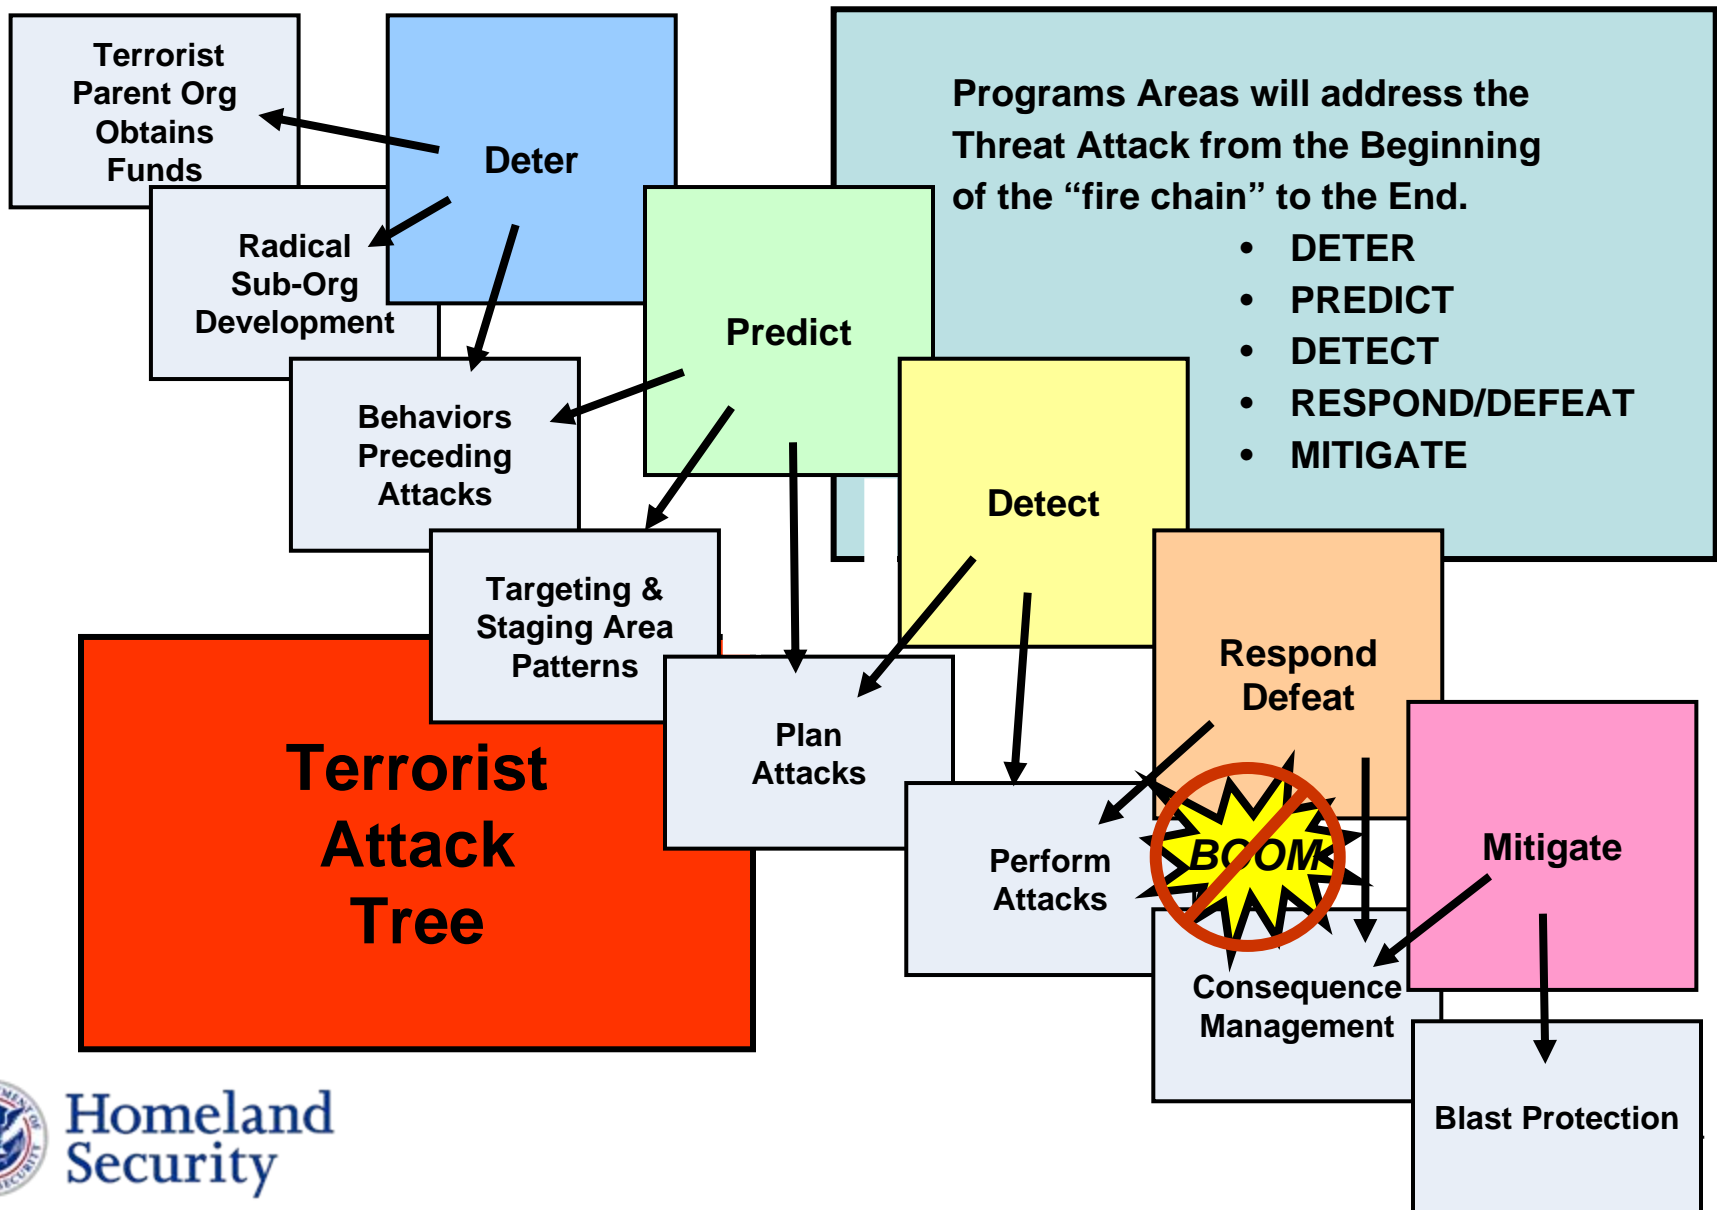 Terrorist
Parent Org
Obtains
Funds
Deter
Programs Areas will address the
Threat Attack from the Beginning
of the “fire chain” to the End.
• DETER
• PREDICT
• DETECT
• RESPOND/DEFEAT
• MITIGATE
Radical
Sub-Org
Development
Predict
Behaviors
Preceding
Attacks
Detect
Targeting &
Staging Area
Patterns
Respond
Defeat
Terrorist
Attack
Tree
Plan
Attacks
Perform
Attacks
BOOM
Mitigate
Consequence
Management
Blast Protection
Homeland
Security